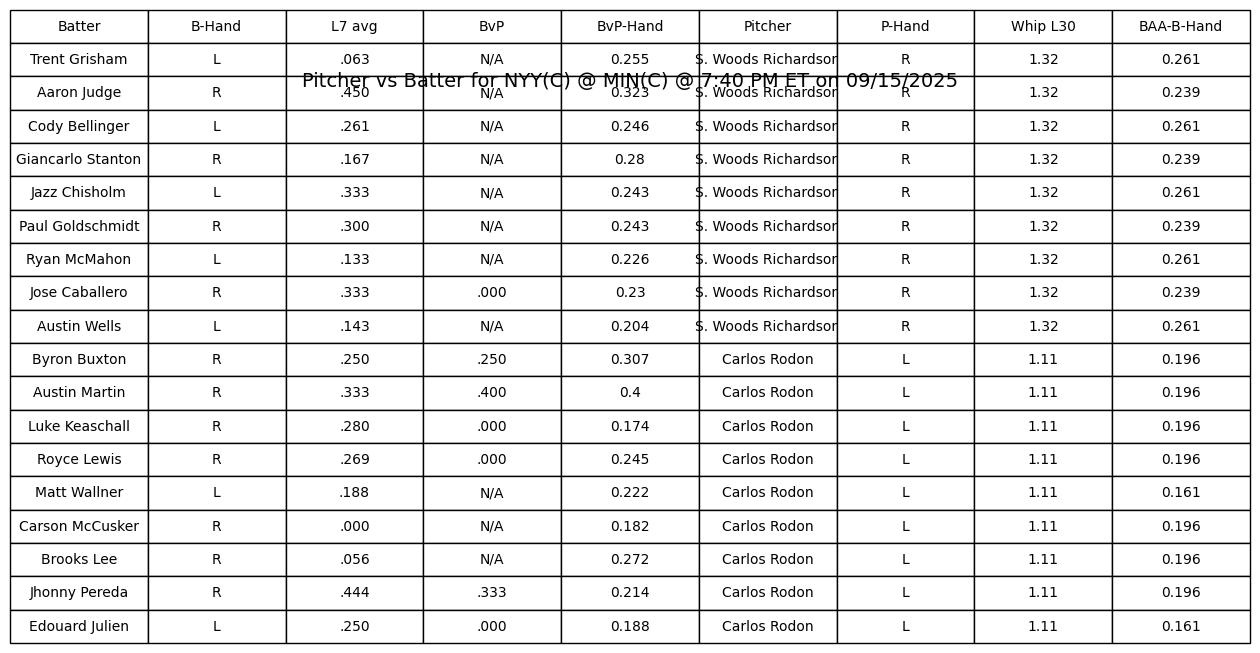 Batter B-Hand L7 avg BvP BvP-Hand Pitcher P-Hand Whip L30 BAA-B-Hand
Trent Grisham L .063 N/A 0.255 S. Woods Richardson R 1.32 0.261
Pitcher vs Batter for NYY(C) @ MIN(C) @ 7:40 PM ET on 09/15/2025
Aaron Judge R .450 N/A 0.323 S. Woods Richardson R 1.32 0.239
Cody Bellinger L .261 N/A 0.246 S. Woods Richardson R 1.32 0.261
Giancarlo Stanton R .167 N/A 0.28 S. Woods Richardson R 1.32 0.239
Jazz Chisholm L .333 N/A 0.243 S. Woods Richardson R 1.32 0.261
Paul Goldschmidt R .300 N/A 0.243 S. Woods Richardson R 1.32 0.239
Ryan McMahon L .133 N/A 0.226 S. Woods Richardson R 1.32 0.261
Jose Caballero R .333 .000 0.23 S. Woods Richardson R 1.32 0.239
Austin Wells L .143 N/A 0.204 S. Woods Richardson R 1.32 0.261
Byron Buxton R .250 .250 0.307 Carlos Rodon L 1.11 0.196
Austin Martin R .333 .400 0.4 Carlos Rodon L 1.11 0.196
Luke Keaschall R .280 .000 0.174 Carlos Rodon L 1.11 0.196
Royce Lewis R .269 .000 0.245 Carlos Rodon L 1.11 0.196
Matt Wallner L .188 N/A 0.222 Carlos Rodon L 1.11 0.161
Carson McCusker R .000 N/A 0.182 Carlos Rodon L 1.11 0.196
Brooks Lee R .056 N/A 0.272 Carlos Rodon L 1.11 0.196
Jhonny Pereda R .444 .333 0.214 Carlos Rodon L 1.11 0.196
Edouard Julien L .250 .000 0.188 Carlos Rodon L 1.11 0.161